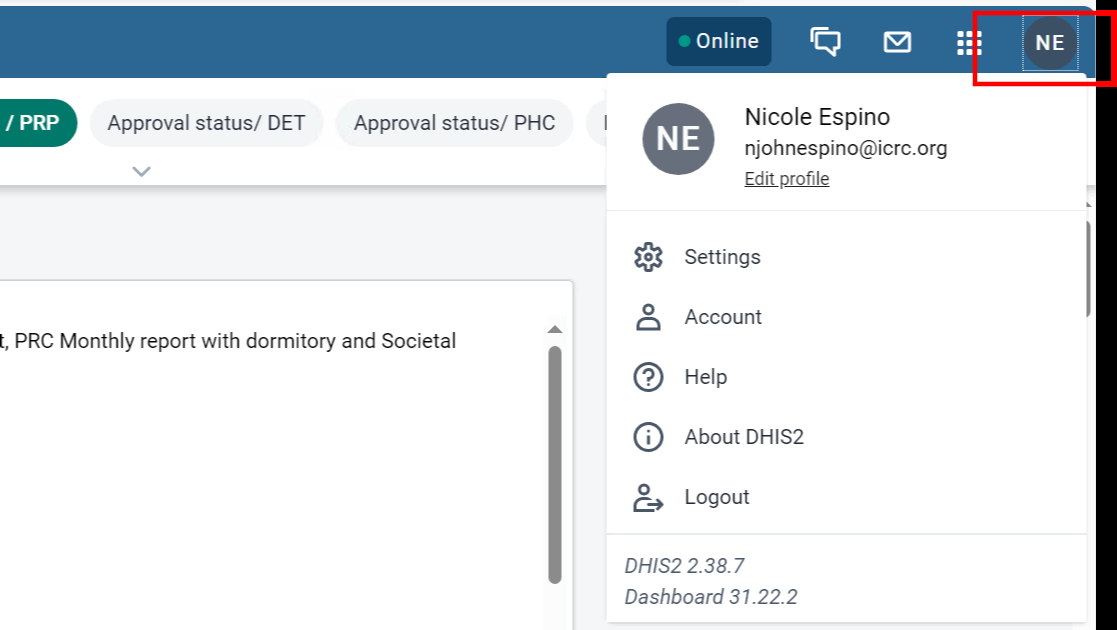 Online
NE
/ PRP
Approval status/ DET
Approval status/ PHC
NE
Nicole Espino
njohnespino@icrc.org
Edit profile
Settings
Account
Help
About DHIS2
Logout
DHIS2 2.38.7
Dashboard 31.22.2
t, PRC Monthly report with dormitory and Societal